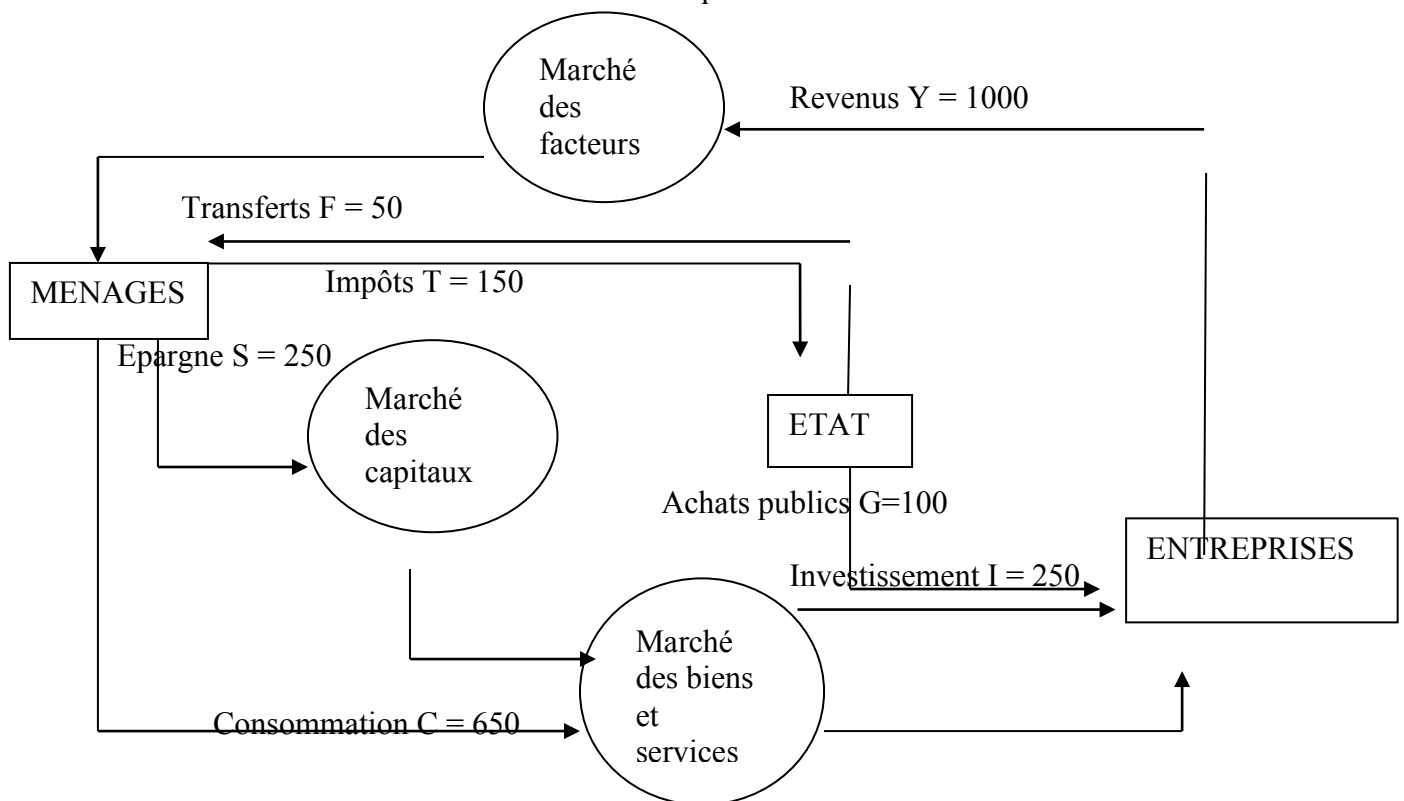 Marché
des
facteurs
Revenus Y = 1000
Transferts F = 50
MENAGES
Impôts T = 150
Epargne S = 250
Marché
des
capitaux
ETAT
Achats publics G=100
ENTREPRISES
Investissement I = 250
Marché
des biens
et
services
Consommation C = 650